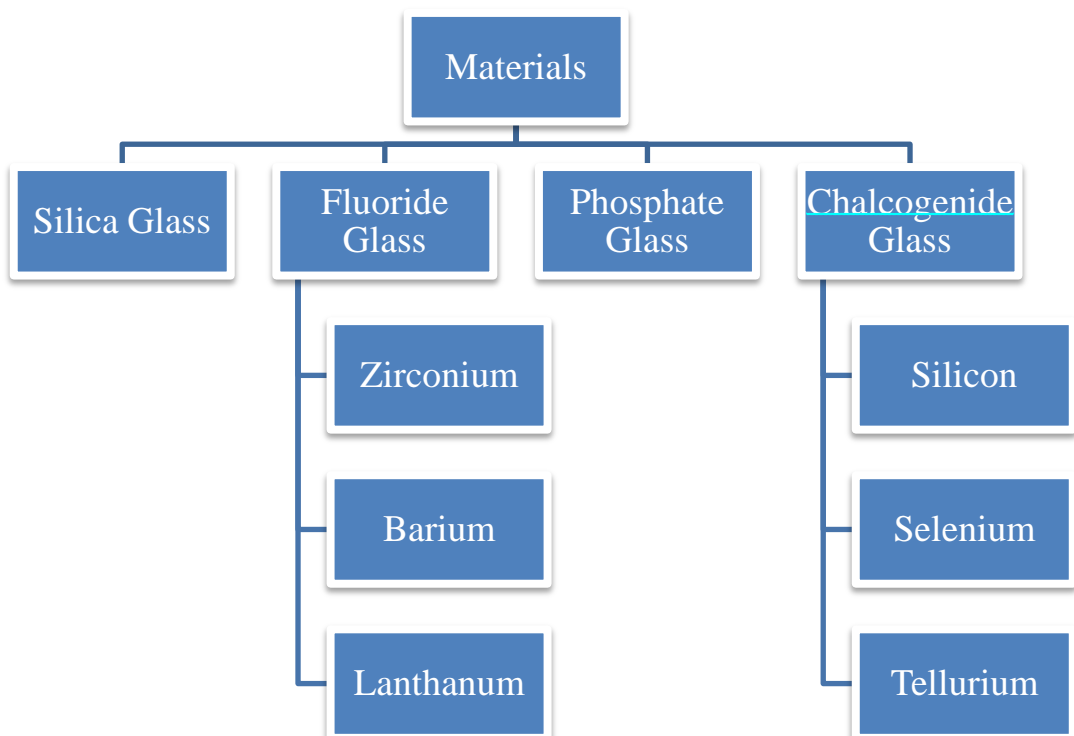 Materials
Silica Glass
Fluoride
Glass
Phosphate
Glass
Chalcogenide
Glass
Zirconium
Barium
Lanthanum
Silicon
Selenium
Tellurium